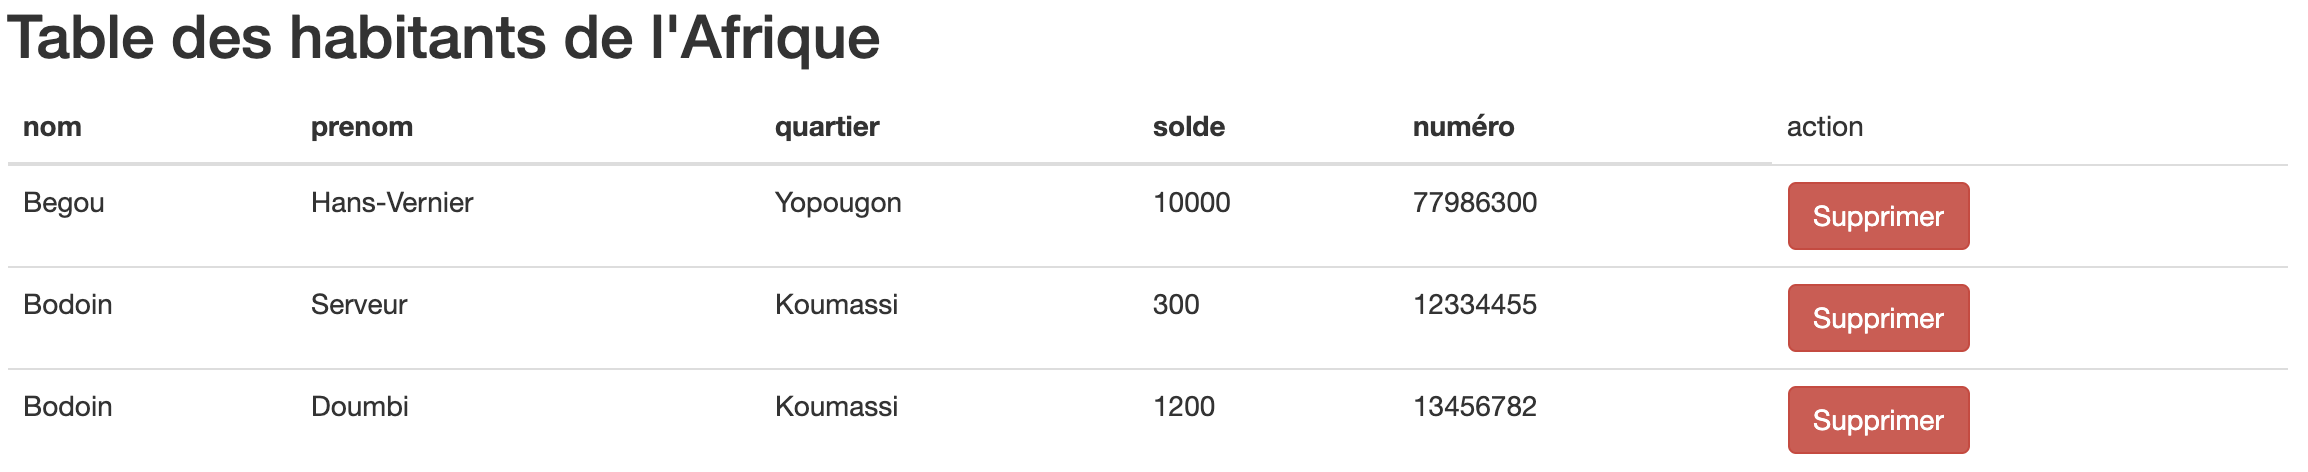 Table des habitants de l'Afrique
nom prenom quartier solde numéro action
Begou Hans-Vernier Yopougon 10000 77986300 Supprimer
Bodoin Serveur Koumassi 300 12334455 Supprimer
Bodoin Doumbi Koumassi 1200 13456782 Supprimer